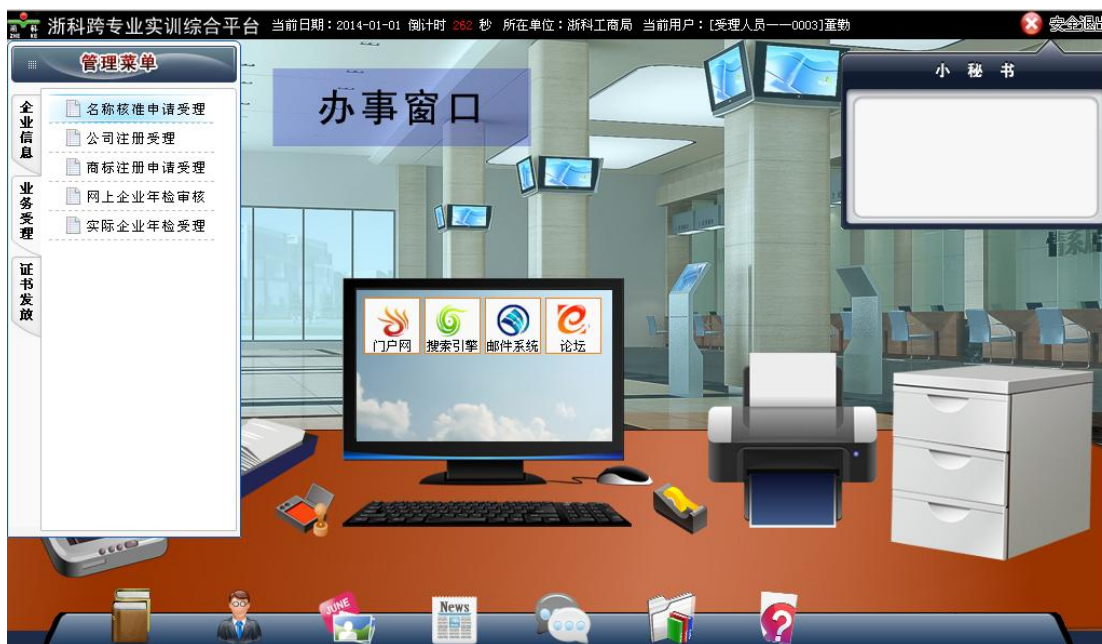 浙科 ZHE KE
浙科跨专业实训综合平台 当前日期：2014-01-01 倒计时 262 秒 所在单位：浙科工商局 当前用户：[受理人员——0003]董勤 安全退出
管理菜单
企业信息
业务受理
证书发放
名称核准申请受理
公司注册受理
商标注册申请受理
网上企业年检审核
实际企业年检受理
办事窗口
小秘书
门户网 搜索引擎 邮件系统 论坛
JUNE
News